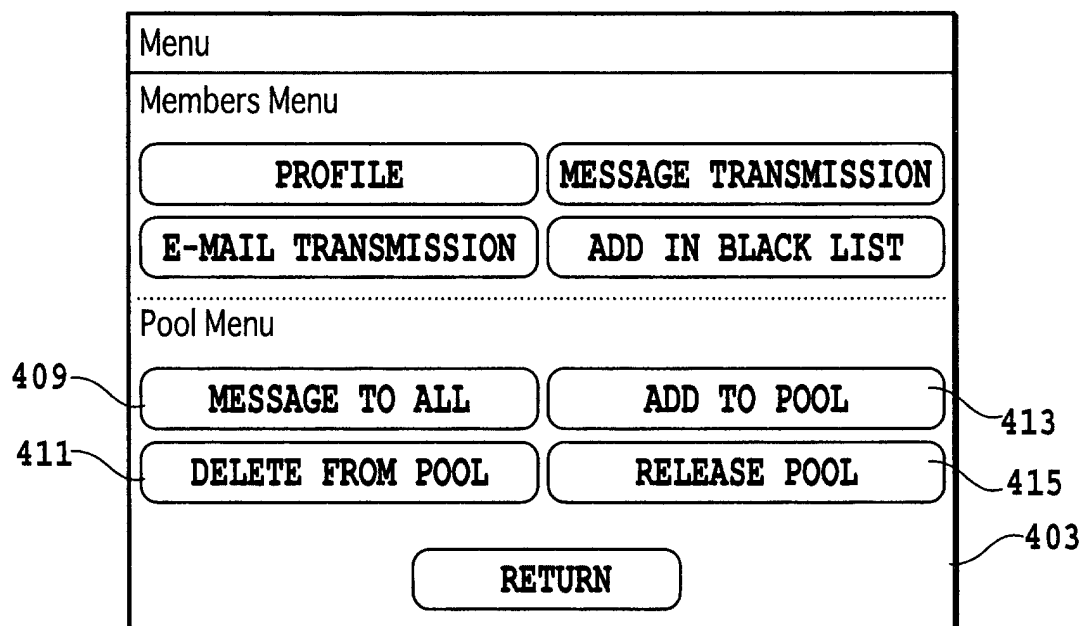 Menu
Members Menu
PROFILE MESSAGE TRANSMISSION
E-MAIL TRANSMISSION ADD IN BLACK LIST
Pool Menu
409 MESSAGE TO ALL ADD TO POOL 413
411 DELETE FROM POOL RELEASE POOL 415
403
RETURN